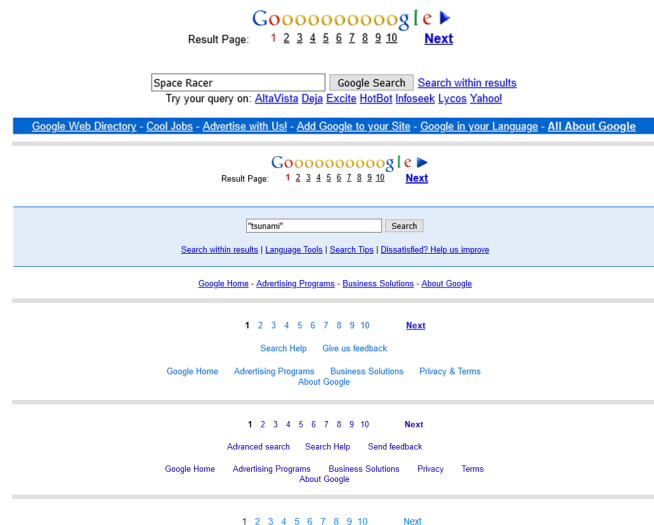 Goooooooooogle
Result Page: 1 2 3 4 5 6 7 8 9 10 Next
Space Racer Google Search Search within results
Try your query on: AltaVista Deja Excite HotBot Infoseek Lycos Yahoo!
Google Web Directory - Cool Jobs - Advertise with Us! - Add Google to your Site - Google in your Language - All About Google
Goooooooooogle
Result Page: 1 2 3 4 5 6 7 8 9 10 Next
"tsunami" Search
Search within results | Language Tools | Search Tips | Dissatisfied? Help us improve
Google Home - Advertising Programs - Business Solutions - About Google
1 2 3 4 5 6 7 8 9 10 Next
Search Help Give us feedback
Google Home Advertising Programs Business Solutions Privacy & Terms
About Google
1 2 3 4 5 6 7 8 9 10 Next
Advanced search Search Help Send feedback
Google Home Advertising Programs Business Solutions Privacy Terms
About Google
1 2 3 4 5 6 7 8 9 10 Next